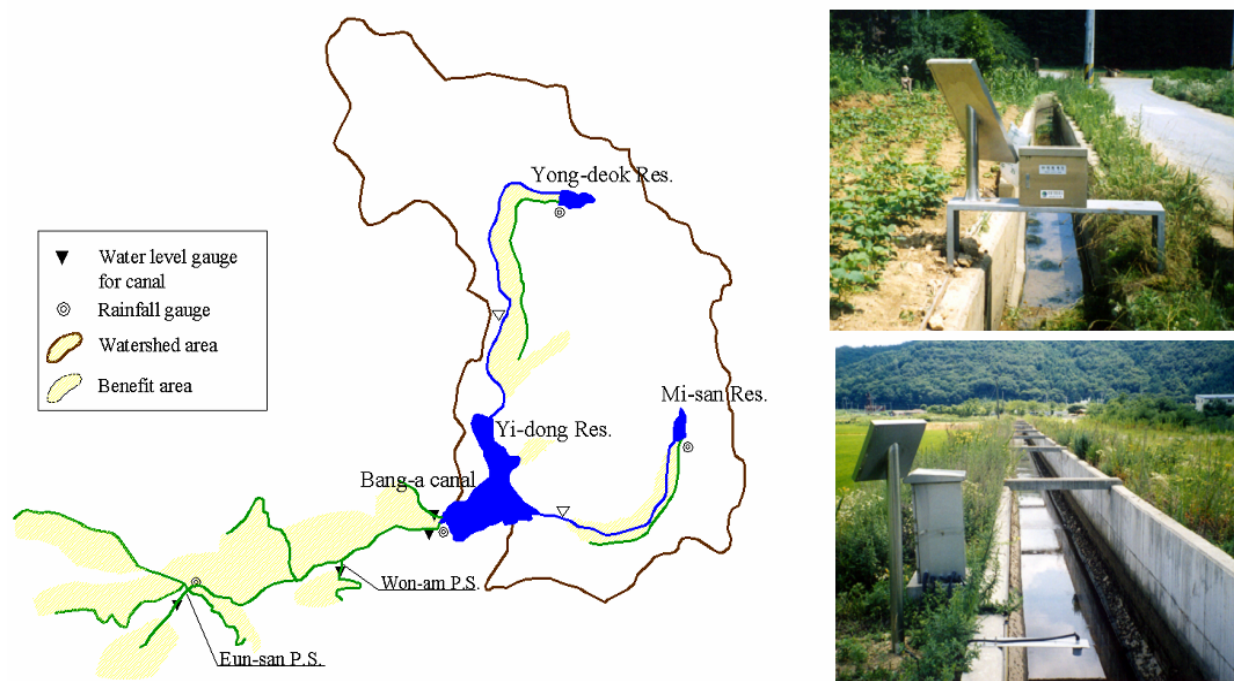 Yong-deok Res.
Water level gauge
for canal
Rainfall gauge
Watershed area
Benefit area
Mi-san Res.
Yi-dong Res.
Bang-a canal
Won-am P.S.
Eun-san P.S.